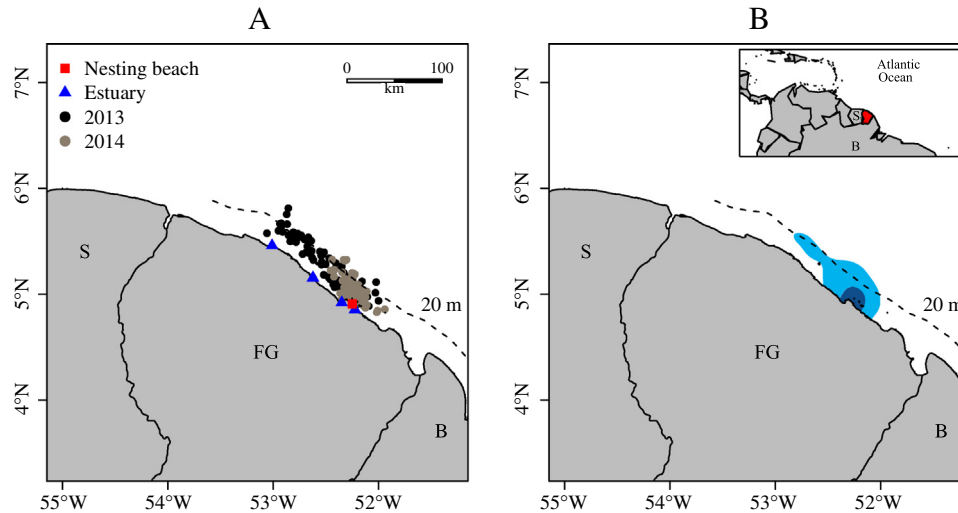 A
Nesting beach
Estuary
2013
2014
0 100
km
7°N
6°N
5°N
4°N
S
FG
B
20 m
55°W 54°W 53°W 52°W
B
Atlantic
Ocean
S
B
7°N
6°N
5°N
4°N
S
FG
B
20 m
55°W 54°W 53°W 52°W